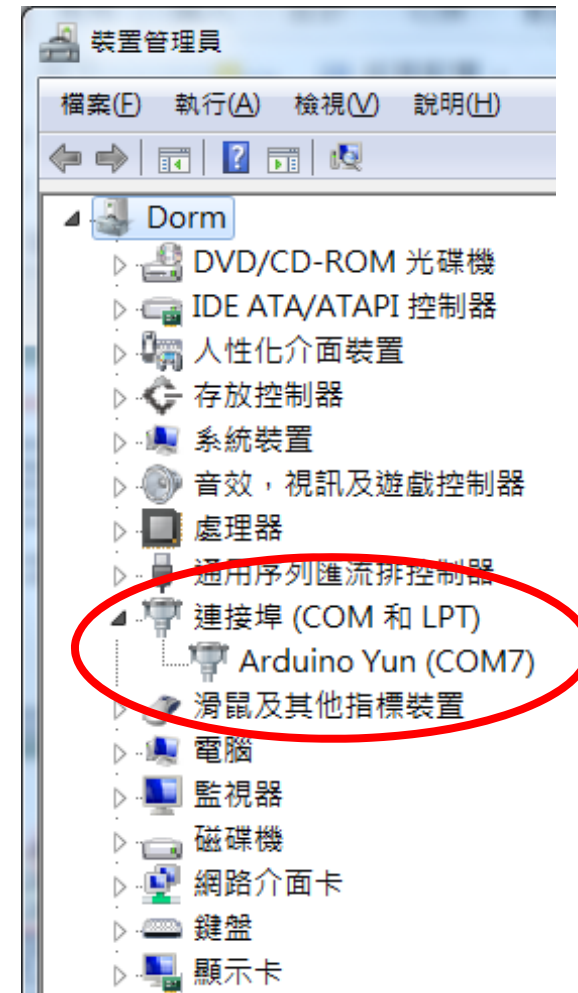 裝置管理員
檔案(F) 執行(A) 檢視(V) 說明(H)
Dorm
DVD/CD-ROM 光碟機
IDE ATA/ATAPI 控制器
人性化介面裝置
存放控制器
系統裝置
音效，視訊及遊戲控制器
處理器
通用序列匯流排控制器
連接埠 (COM 和 LPT)
Arduino Yun (COM7)
滑鼠及其他指標裝置
電腦
監視器
磁碟機
網路介面卡
鍵盤
顯示卡